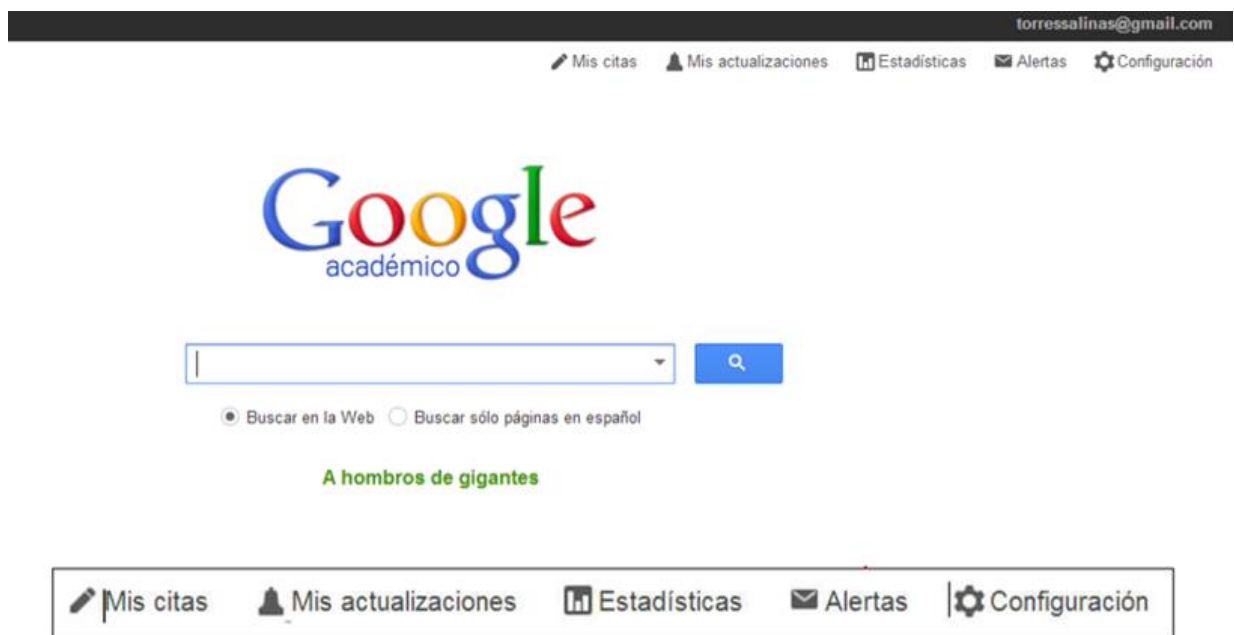 torressalinas@gmail.com
Mis citas Mis actualizaciones Estadísticas Alertas Configuración
Google
académico
Buscar en la Web Buscar sólo páginas en español
A hombros de gigantes
Mis citas Mis actualizaciones Estadísticas Alertas Configuración